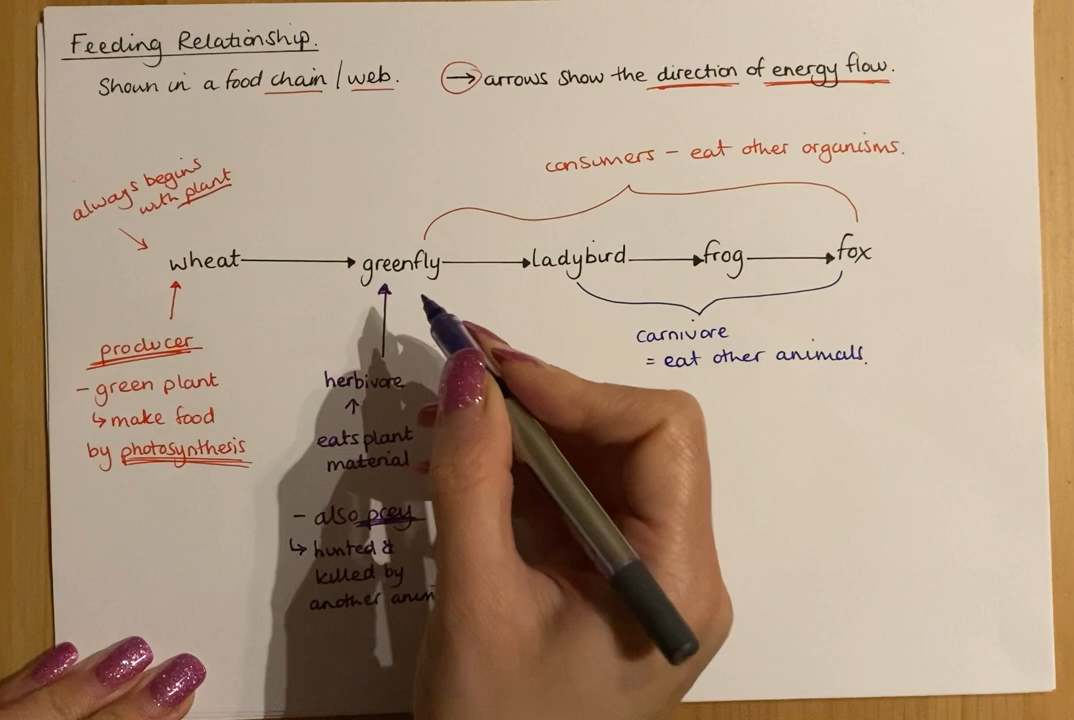 Feeding Relationship.
Shown in a food chain / web.
→ arrows show the direction of energy flow.
consumers - eat other organisms.
always begins
with plant
wheat → greenfly → ladybird → frog → fox
producer
- green plant
↳ make food
by photosynthesis
herbivore
↑
eats plant
material
- also prey
↳ hunted &
killed by
another
carnivore
= eat other animals.